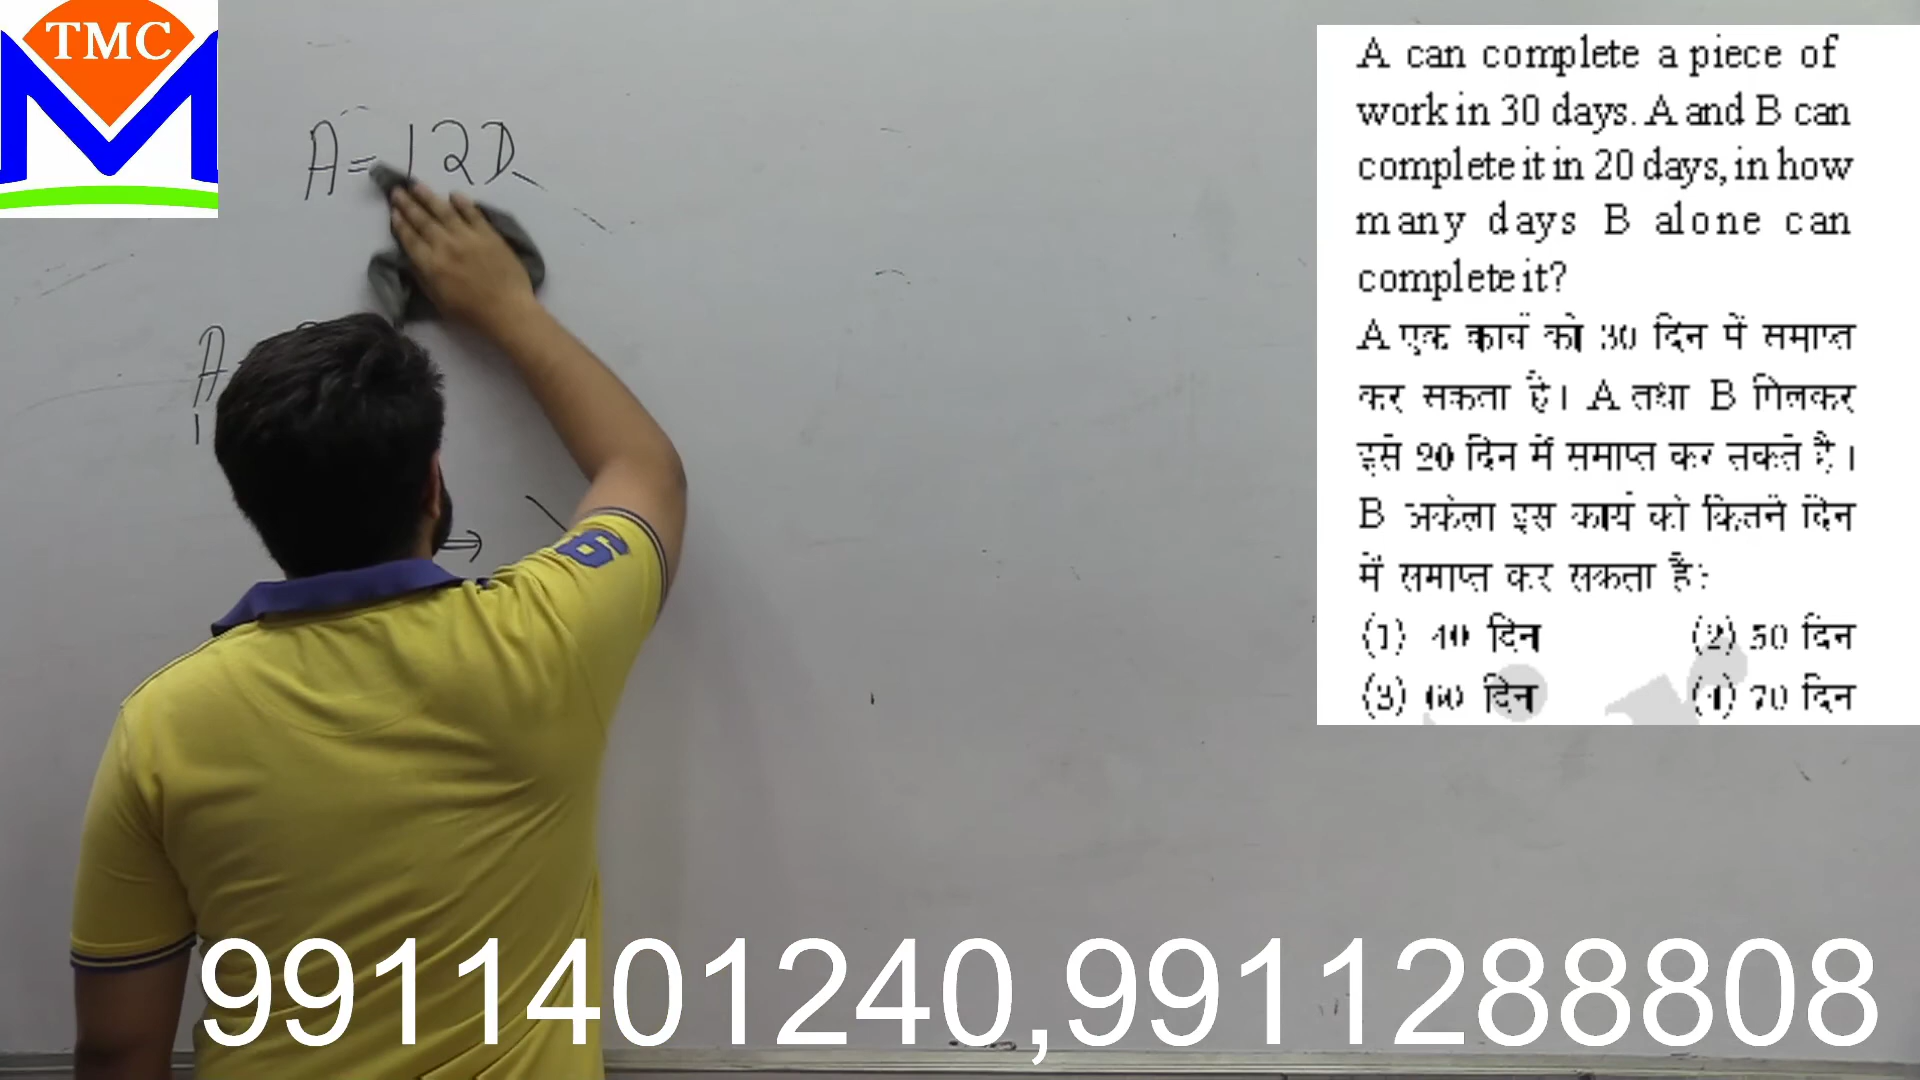 TMC
A=12D
A
1
6
A can complete a piece of
work in 30 days. A and B can
complete it in 20 days, in how
many days B alone can
complete it?
A एक कार्य को 30 दिन में समाप्त
कर सकता है। A तथा B मिलकर
इसे 20 दिन में समाप्त कर सकते है।
B अकेला इस कार्य को कितने दिन
में समाप्त कर सकता है:
(1) 40 दिन (2) 50 दिन
(3) 60 दिन (4) 70 दिन
9911401240,9911288808